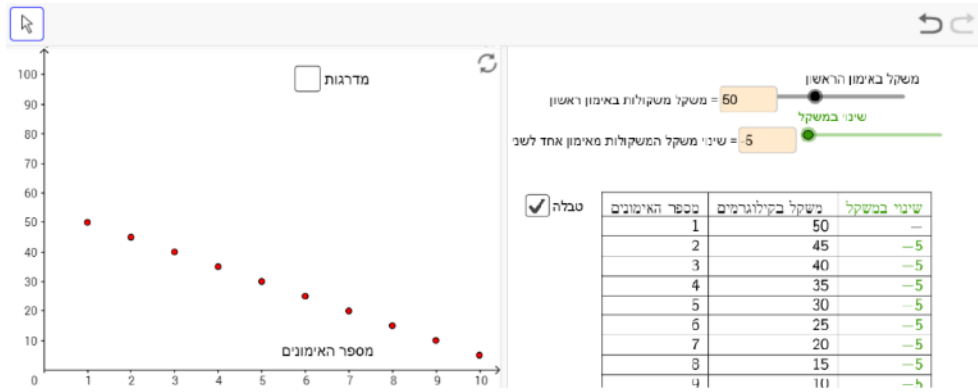 מדרגות
100
90
80
70
60
50
40
30
20
10
0
1 2 3 4 5 6 7 8 9 10
מספר האימונים
משקל באימון הראשון
50 = משקל משקולות באימון ראשון
שינוי במשקל
-5 = שינוי משקל המשקולות מאימון אחד לשני
טבלה
מספר האימונים משקל בקילוגרמים שינוי במשקל
1 50 —
2 45 −5
3 40 −5
4 35 −5
5 30 −5
6 25 −5
7 20 −5
8 15 −5
9 10 −5